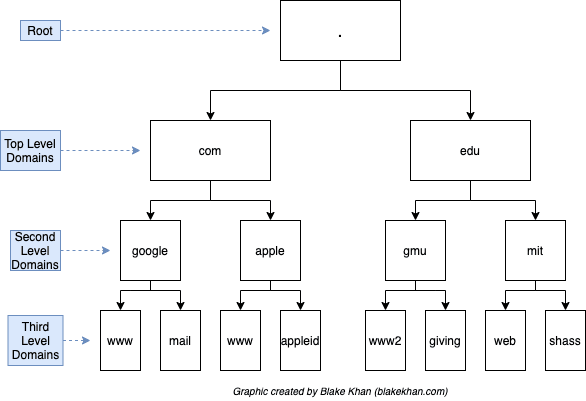 Root
.
Top Level
Domains
com
edu
Second
Level
Domains
google
apple
gmu
mit
Third
Level
Domains
www
mail
www
appleid
www2
giving
web
shass
Graphic created by Blake Khan (blakekhan.com)